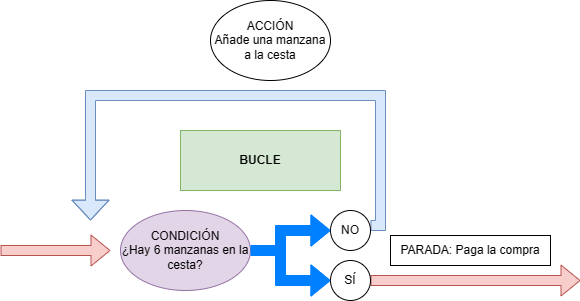 ACCIÓN
Añade una manzana
a la cesta
BUCLE
CONDICIÓN
¿Hay 6 manzanas en la
cesta?
NO
SÍ
PARADA: Paga la compra